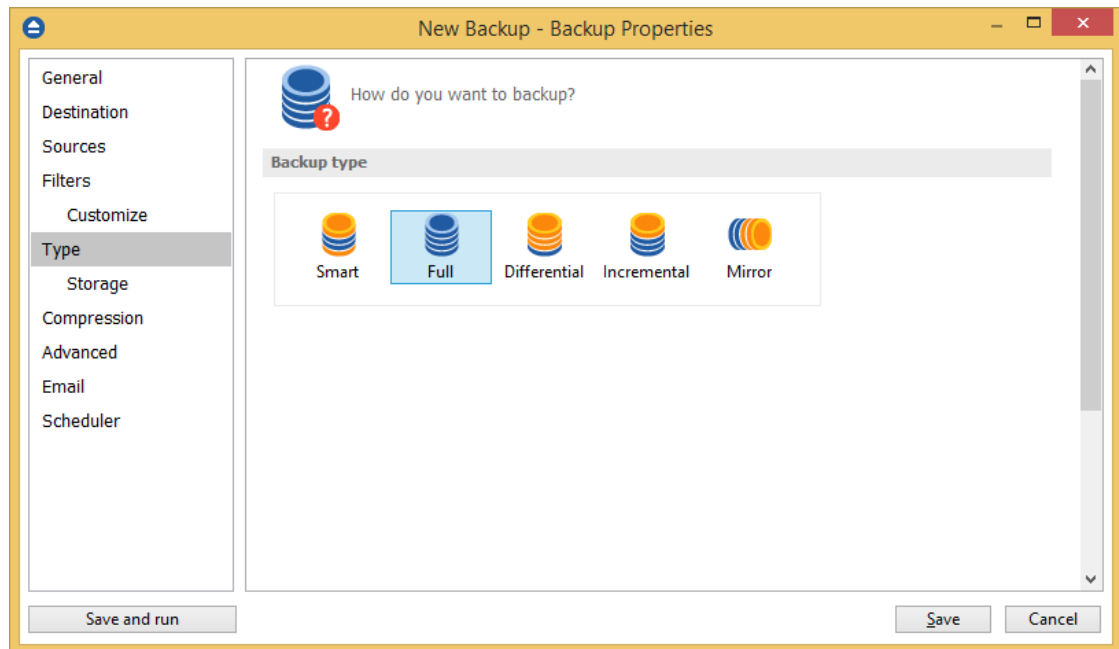 New Backup - Backup Properties
General
Destination
Sources
Filters
Customize
Type
Storage
Compression
Advanced
Email
Scheduler
How do you want to backup?
Backup type
Smart
Full
Differential
Incremental
Mirror
Save and run
Save
Cancel